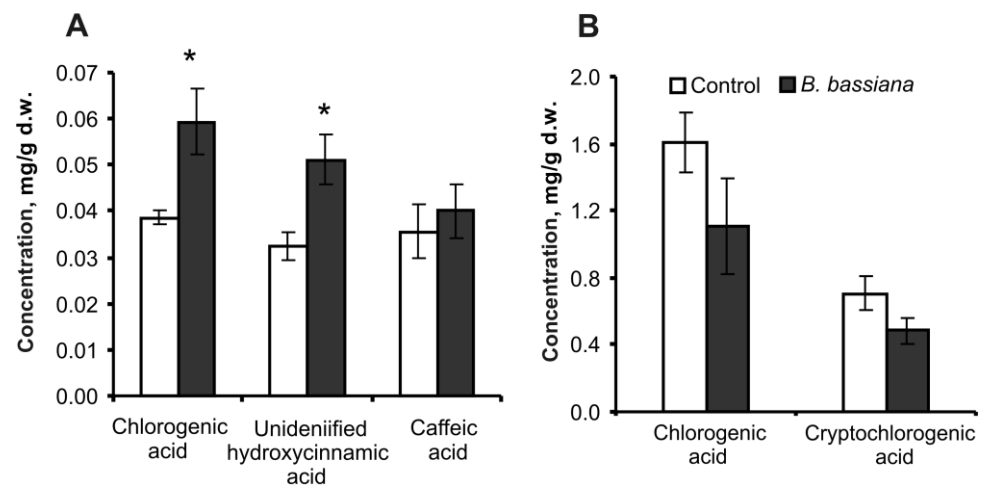 A
B
*
*
Concentration, mg/g d.w.
0.07
0.06
0.05
0.04
0.03
0.02
0.01
0.00
Chlorogenic
acid
Unideniified
hydroxycinnamic
acid
Caffeic
acid
Concentration, mg/g d.w.
2.0
1.6
1.2
0.8
0.4
0.0
Control
B. bassiana
Chlorogenic
acid
Cryptochlorogenic
acid